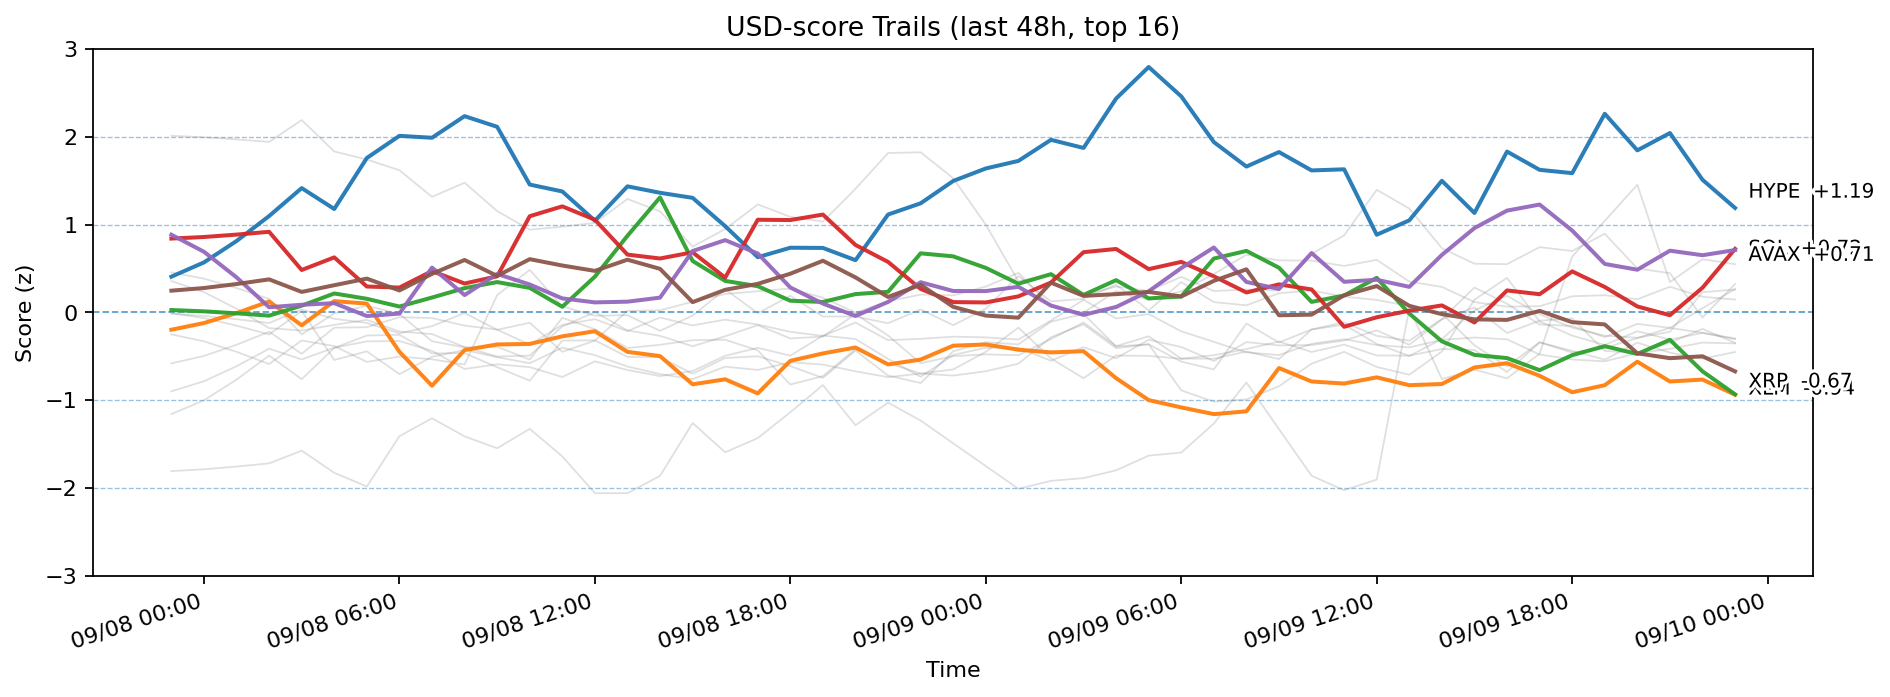 USD-score Trails (last 48h, top 16)
Score (z)
3
2
1
0
−1
−2
−3
HYPE +1.19
AVAX +0.71
XRP -0.67
09/08 00:00
09/08 06:00
09/08 12:00
09/08 18:00
09/09 00:00
09/09 06:00
09/09 12:00
09/09 18:00
09/10 00:00
Time